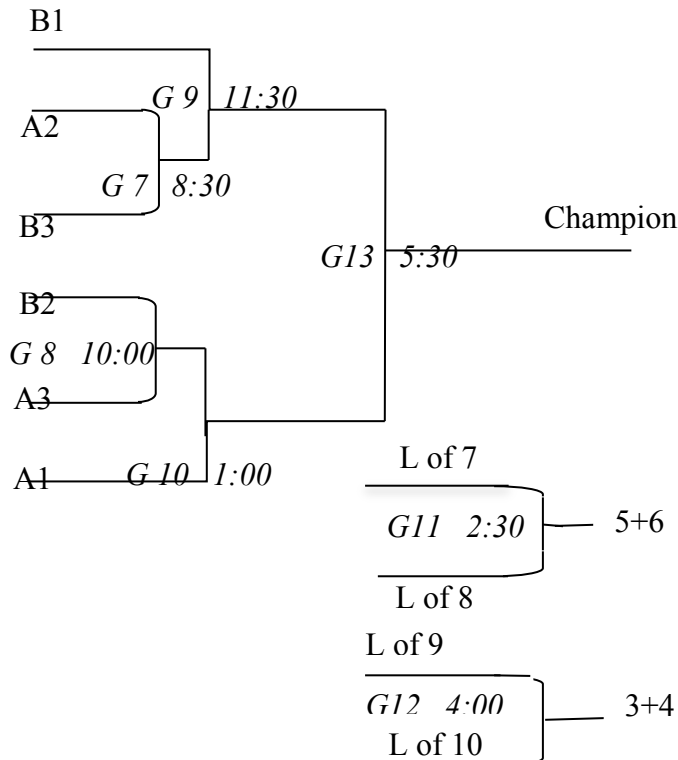 B1
G 9 11:30
A2
G 7 8:30
B3
Champion
G13 5:30
B2
G 8 10:00
A3
A1
G 10 1:00
L of 7
G11 2:30
5+6
L of 8
L of 9
G12 4:00
3+4
L of 10